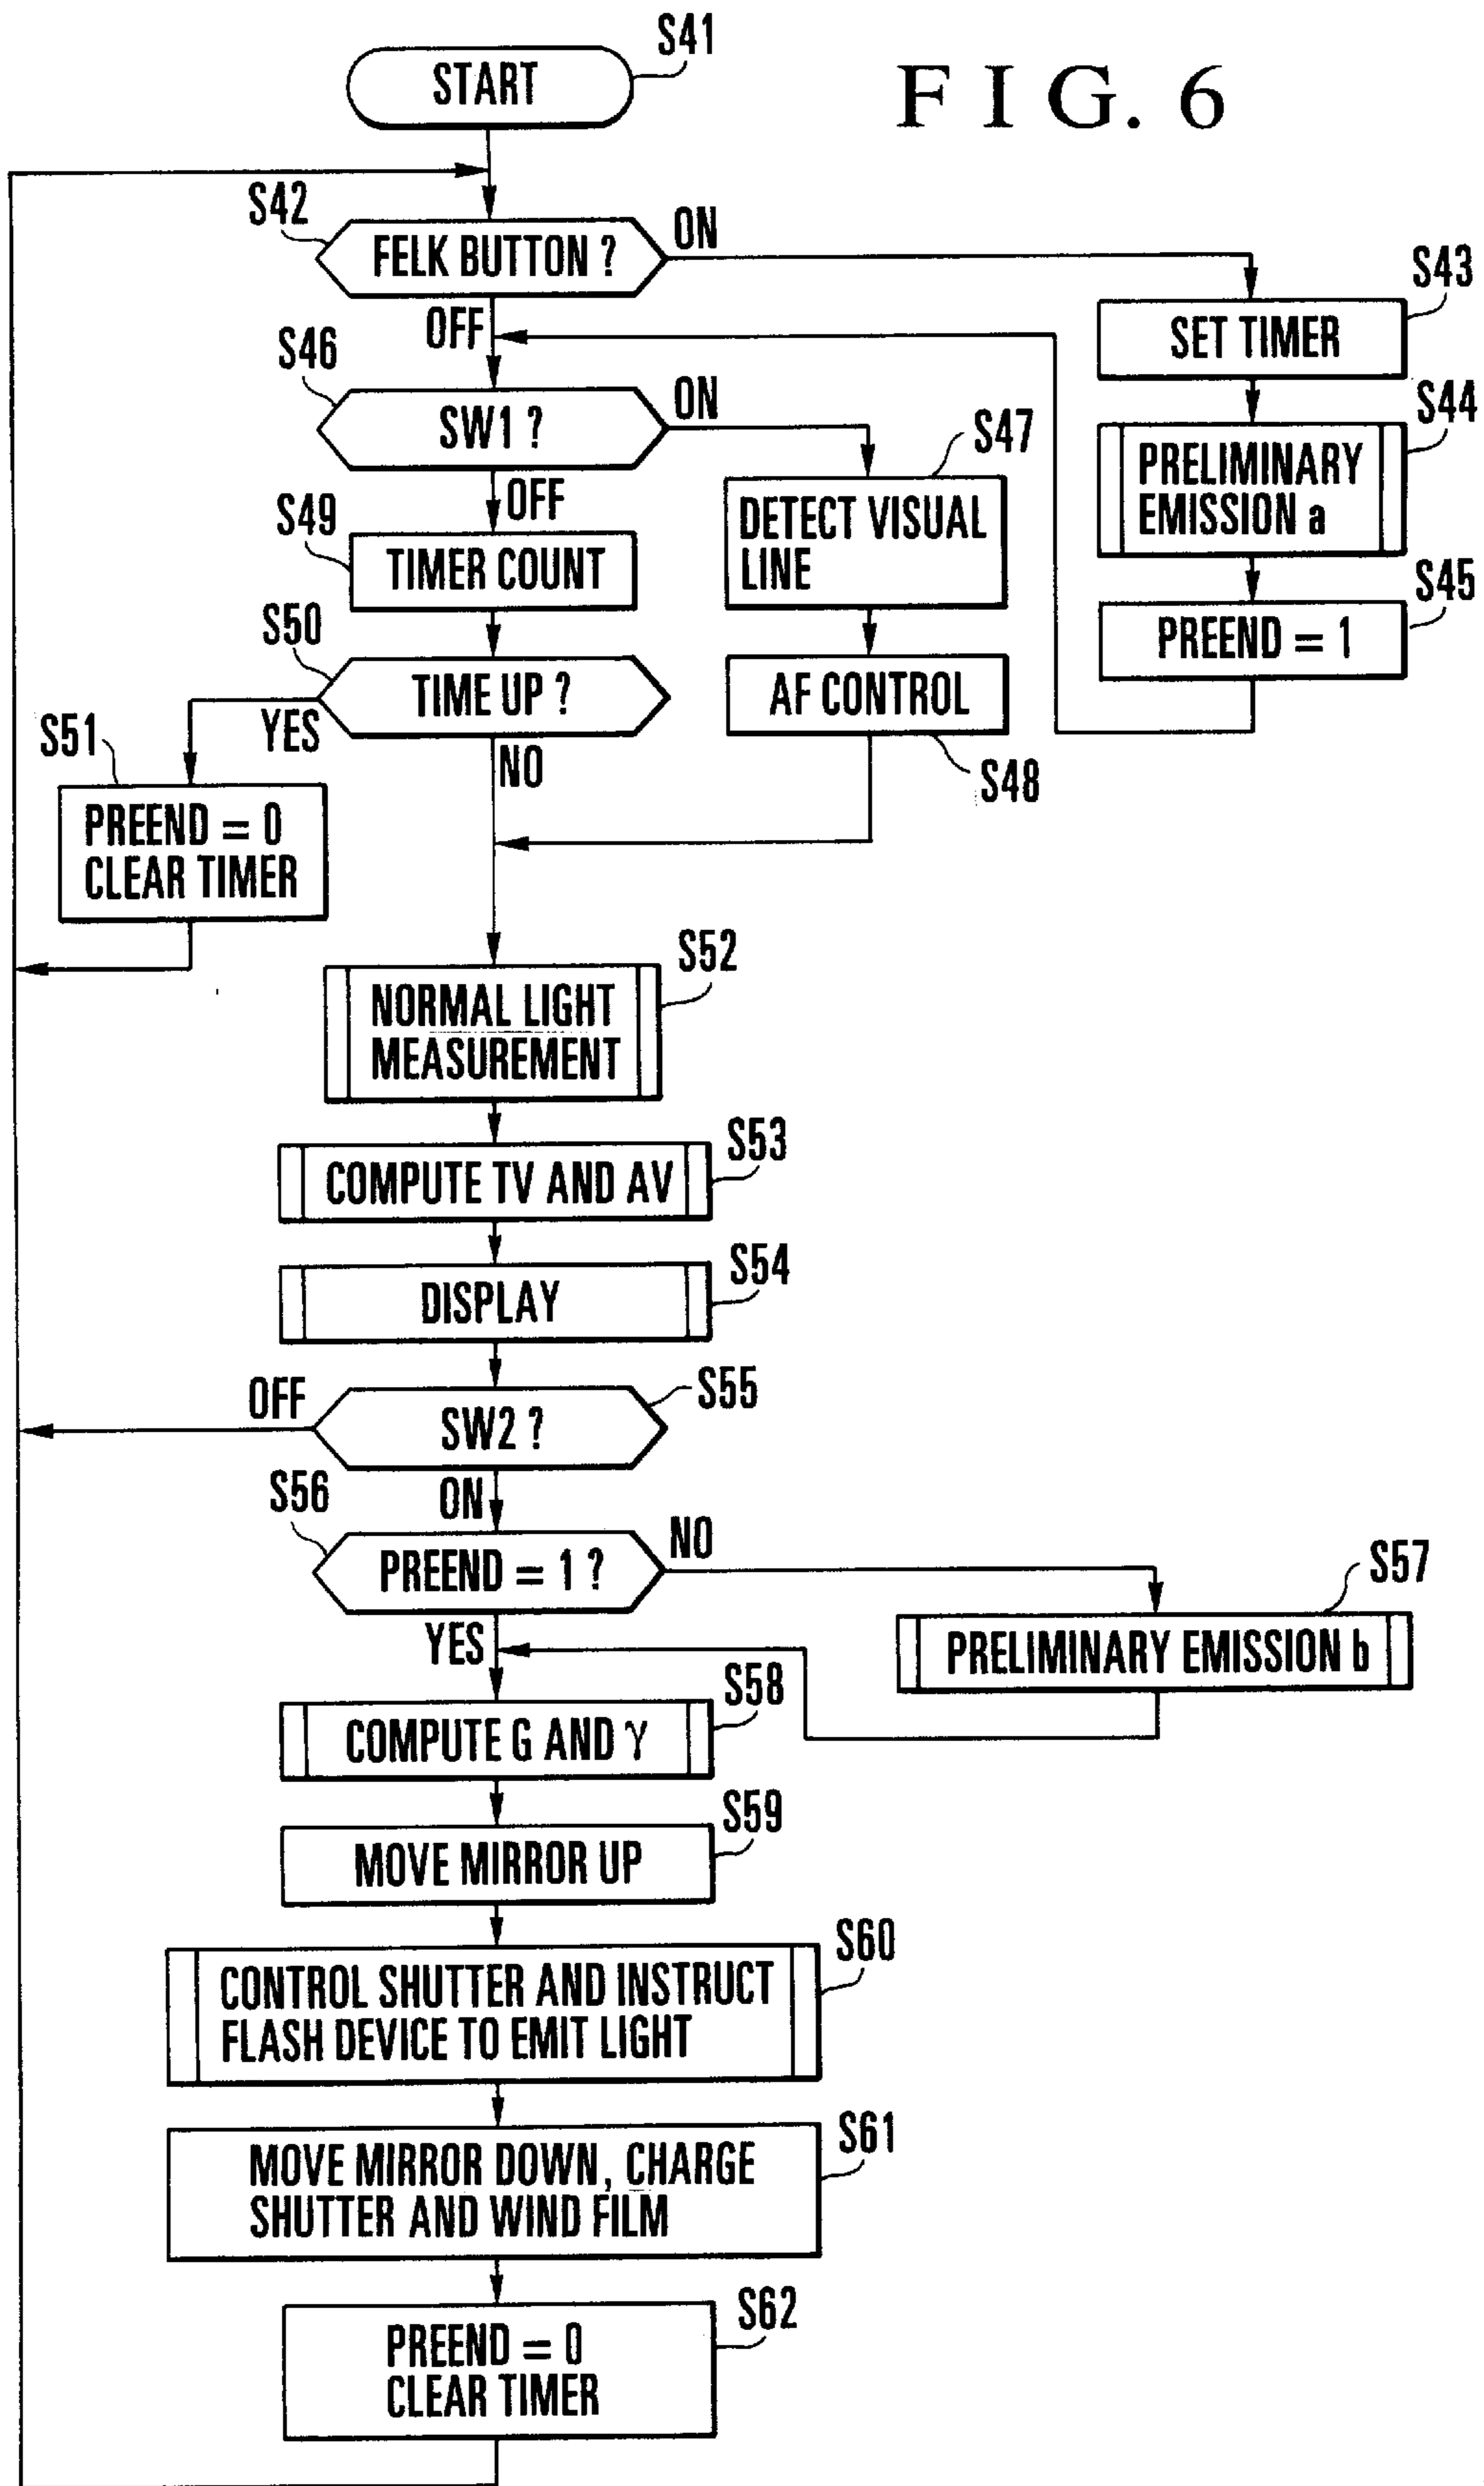 S41
START
FIG. 6
S42
FELK BUTTON ?
ON
OFF
S43
SET TIMER
S44
PRELIMINARY
EMISSION a
S45
PREEND = 1
S46
SW1 ?
ON
OFF
S47
DETECT VISUAL
LINE
S48
AF CONTROL
S49
TIMER COUNT
S50
TIME UP ?
YES
NO
S51
PREEND = 0
CLEAR TIMER
S52
NORMAL LIGHT
MEASUREMENT
S53
COMPUTE TV AND AV
S54
DISPLAY
S55
SW2 ?
OFF
ON
S56
PREEND = 1 ?
NO
YES
S57
PRELIMINARY EMISSION b
S58
COMPUTE G AND γ
S59
MOVE MIRROR UP
S60
CONTROL SHUTTER AND INSTRUCT
FLASH DEVICE TO EMIT LIGHT
S61
MOVE MIRROR DOWN, CHARGE
SHUTTER AND WIND FILM
S62
PREEND = 0
CLEAR TIMER